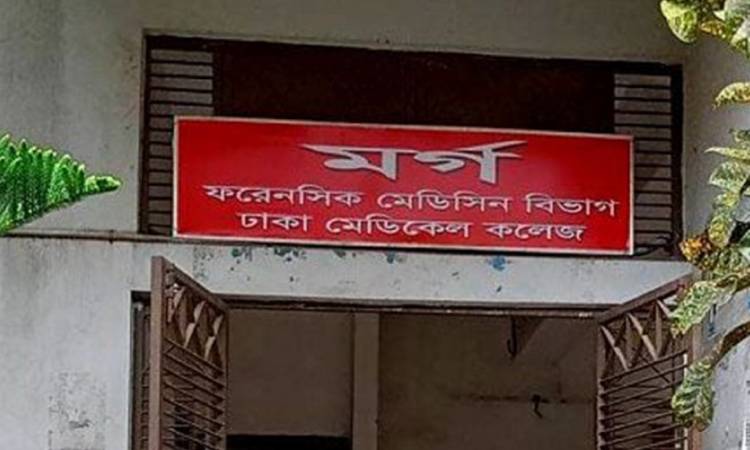 মর্গ
ফরেনসিক মেডিসিন বিভাগ
ঢাকা মেডিকেল কলেজ